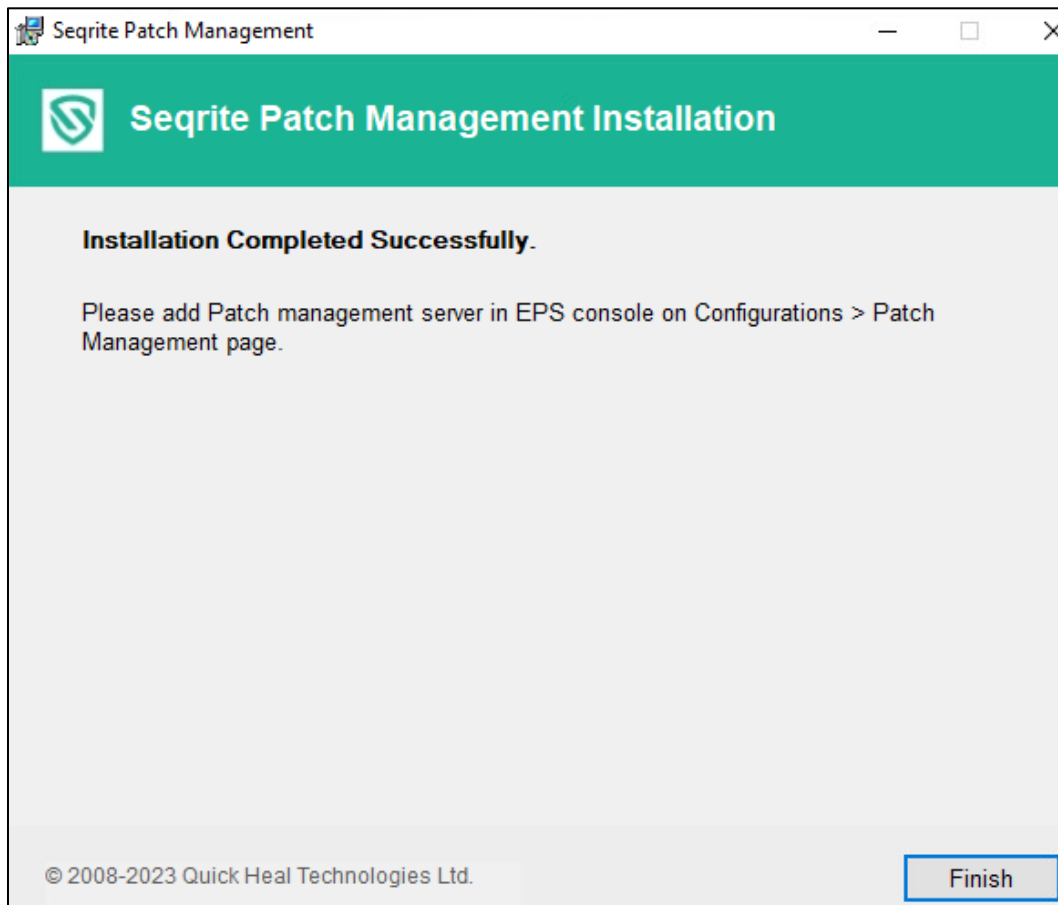 Seqrite Patch Management
Seqrite Patch Management Installation
Installation Completed Successfully.
Please add Patch management server in EPS console on Configurations > Patch
Management page.
© 2008-2023 Quick Heal Technologies Ltd.
Finish